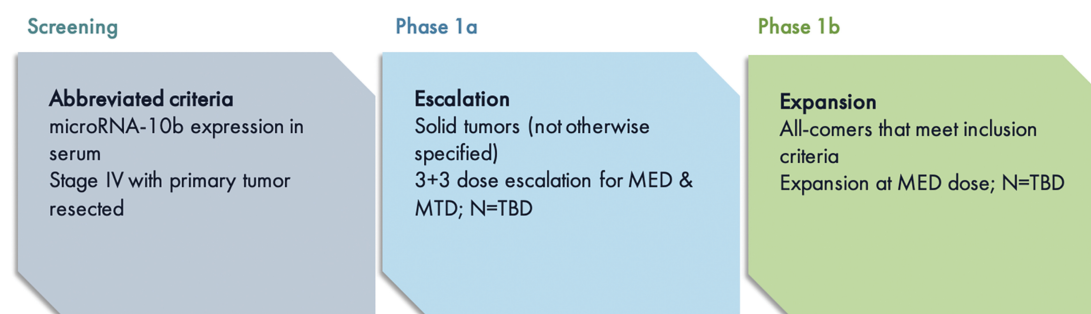 Screening
Abbreviated criteria
microRNA-10b expression in
serum
Stage IV with primary tumor
resected
Phase 1a
Escalation
Solid tumors (not otherwise
specified)
3+3 dose escalation for MED &
MTD; N=TBD
Phase 1b
Expansion
All-comers that meet inclusion
criteria
Expansion at MED dose; N=TBD